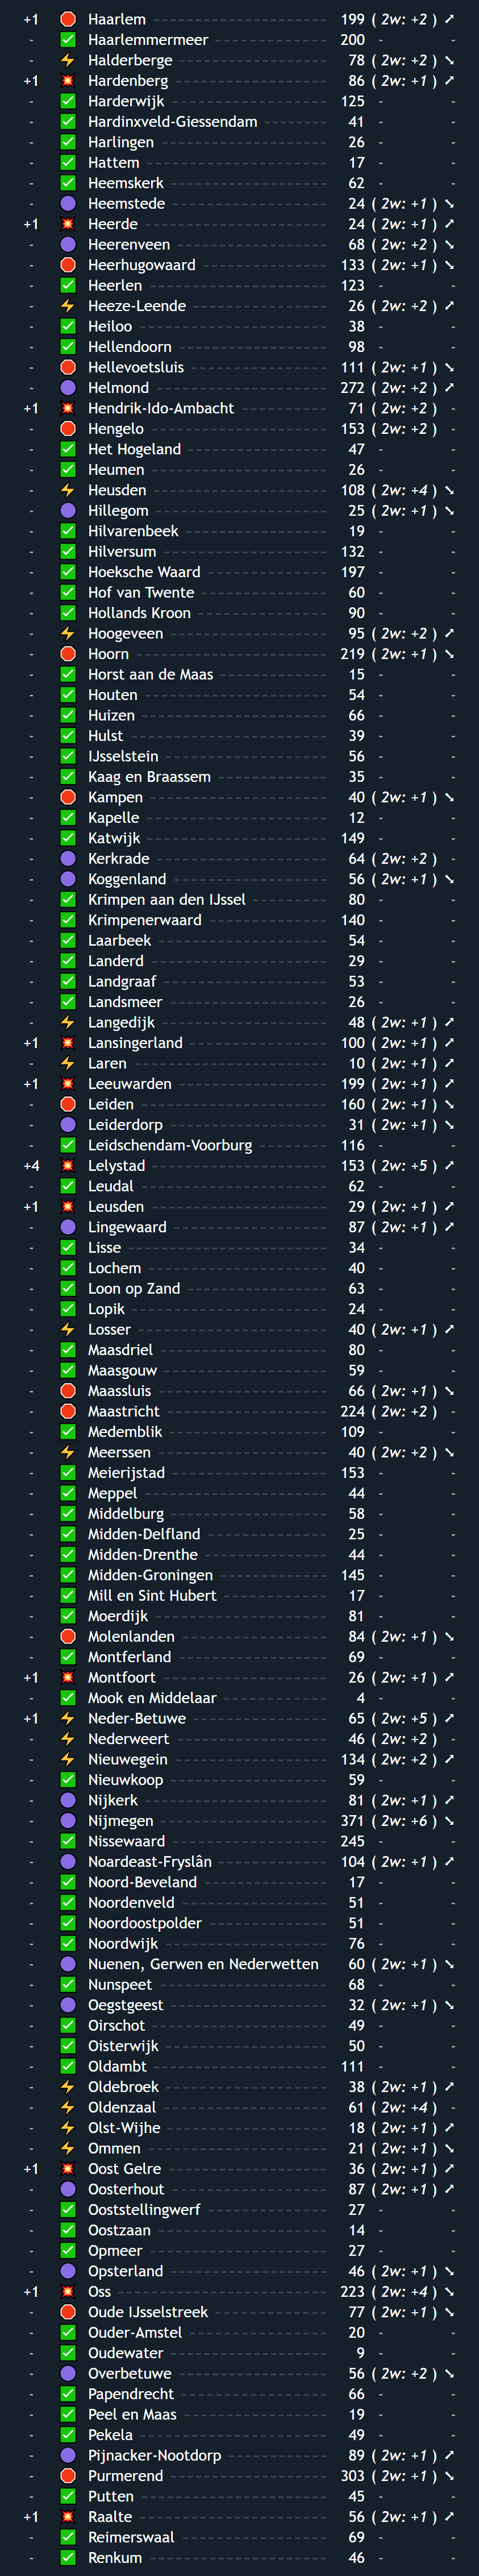 +1 Haarlem 199 ( 2w: +2 ) ➚
- ✅ Haarlemmermeer 200 - -
- ⚡ Halderberge 78 ( 2w: +2 ) ➘
+1 💥 Hardenberg 86 ( 2w: +1 ) ➚
- ✅ Harderwijk 125 - -
- ✅ Hardinxveld-Giessendam 41 - -
- ✅ Harlingen 26 - -
- ✅ Hattem 17 - -
- ✅ Heemskerk 62 - -
- 🟣 Heemstede 24 ( 2w: +1 ) ➘
+1 💥 Heerde 24 ( 2w: +1 ) ➚
- 🟣 Heerenveen 68 ( 2w: +2 ) ➘
- 🛑 Heerhugowaard 133 ( 2w: +1 ) ➘
- ✅ Heerlen 123 - -
- ⚡ Heeze-Leende 26 ( 2w: +2 ) ➚
- ✅ Heiloo 38 - -
- ✅ Hellendoorn 98 - -
- 🛑 Hellevoetsluis 111 ( 2w: +1 ) ➘
- 🟣 Helmond 272 ( 2w: +2 ) ➚
+1 💥 Hendrik-Ido-Ambacht 71 ( 2w: +2 ) -
- 🛑 Hengelo 153 ( 2w: +2 ) -
- ✅ Het Hogeland 47 - -
- ✅ Heumen 26 - -
- ⚡ Heusden 108 ( 2w: +4 ) ➘
- 🟣 Hillegom 25 ( 2w: +1 ) ➘
- ✅ Hilvarenbeek 19 - -
- ✅ Hilversum 132 - -
- ✅ Hoeksche Waard 197 - -
- ✅ Hof van Twente 60 - -
- ✅ Hollands Kroon 90 - -
- ⚡ Hoogeveen 95 ( 2w: +2 ) ➚
- 🛑 Hoorn 219 ( 2w: +1 ) ➘
- ✅ Horst aan de Maas 15 - -
- ✅ Houten 54 - -
- ✅ Huizen 66 - -
- ✅ Hulst 39 - -
- ✅ IJsselstein 56 - -
- ✅ Kaag en Braassem 35 - -
- 🛑 Kampen 40 ( 2w: +1 ) ➘
- ✅ Kapelle 12 - -
- ✅ Katwijk 149 - -
- 🟣 Kerkrade 64 ( 2w: +2 ) -
- 🟣 Koggenland 56 ( 2w: +1 ) ➘
- ✅ Krimpen aan den IJssel 80 - -
- ✅ Krimpenerwaard 140 - -
- ✅ Laarbeek 54 - -
- ✅ Landerd 29 - -
- ✅ Landgraaf 53 - -
- ✅ Landsmeer 26 - -
- ⚡ Langedijk 48 ( 2w: +1 ) ➚
+1 💥 Lansingerland 100 ( 2w: +1 ) ➚
- ⚡ Laren 10 ( 2w: +1 ) ➚
+1 💥 Leeuwarden 199 ( 2w: +1 ) ➚
- 🛑 Leiden 160 ( 2w: +1 ) ➘
- 🟣 Leiderdorp 31 ( 2w: +1 ) ➘
- ✅ Leidschendam-Voorburg 116 - -
+4 💥 Lelystad 153 ( 2w: +5 ) ➚
- ✅ Leudal 62 - -
+1 💥 Leusden 29 ( 2w: +1 ) ➚
- 🟣 Lingewaard 87 ( 2w: +1 ) ➚
- ✅ Lisse 34 - -
- ✅ Lochem 40 - -
- ✅ Loon op Zand 63 - -
- ✅ Lopik 24 - -
- ⚡ Losser 40 ( 2w: +1 ) ➚
- ✅ Maasdriel 80 - -
- ✅ Maasgouw 59 - -
- 🛑 Maassluis 66 ( 2w: +1 ) ➘
- 🛑 Maastricht 224 ( 2w: +2 ) -
- ✅ Medemblik 109 - -
- ⚡ Meerssen 40 ( 2w: +2 ) ➘
- ✅ Meierijstad 153 - -
- ✅ Meppel 44 - -
- ✅ Middelburg 58 - -
- ✅ Midden-Delfland 25 - -
- ✅ Midden-Drenthe 44 - -
- ✅ Midden-Groningen 145 - -
- ✅ Mill en Sint Hubert 17 - -
- ✅ Moerdijk 81 - -
- 🛑 Molenlanden 84 ( 2w: +1 ) ➘
- ✅ Montferland 69 - -
+1 💥 Montfoort 26 ( 2w: +1 ) ➚
- ✅ Mook en Middelaar 4 - -
+1 ⚡ Neder-Betuwe 65 ( 2w: +5 ) ➚
- ⚡ Nederweert 46 ( 2w: +2 ) -
- ⚡ Nieuwegein 134 ( 2w: +2 ) ➚
- ✅ Nieuwkoop 59 - -
- 🟣 Nijkerk 81 ( 2w: +1 ) ➚
- 🟣 Nijmegen 371 ( 2w: +6 ) ➘
- ✅ Nissewaard 245 - -
- 🟣 Noardeast-Fryslân 104 ( 2w: +1 ) ➚
- ✅ Noord-Beveland 17 - -
- ✅ Noordenveld 51 - -
- ✅ Noordoostpolder 51 - -
- ✅ Noordwijk 76 - -
- 🟣 Nuenen, Gerwen en Nederwetten 60 ( 2w: +1 ) ➘
- ✅ Nunspeet 68 - -
- 🟣 Oegstgeest 32 ( 2w: +1 ) ➘
- ✅ Oirschot 49 - -
- ✅ Oisterwijk 50 - -
- ✅ Oldambt 111 - -
- ⚡ Oldebroek 38 ( 2w: +1 ) ➚
- ⚡ Oldenzaal 61 ( 2w: +4 ) -
- ⚡ Olst-Wijhe 18 ( 2w: +1 ) ➚
- ⚡ Ommen 21 ( 2w: +1 ) ➘
+1 💥 Oost Gelre 36 ( 2w: +1 ) ➚
- 🟣 Oosterhout 87 ( 2w: +1 ) ➚
- ✅ Ooststellingwerf 27 - -
- ✅ Oostzaan 14 - -
- ✅ Opmeer 27 - -
- 🟣 Opsterland 46 ( 2w: +1 ) ➘
+1 💥 Oss 223 ( 2w: +4 ) ➘
- 🛑 Oude IJsselstreek 77 ( 2w: +1 ) ➘
- ✅ Ouder-Amstel 20 - -
- ✅ Oudewater 9 - -
- 🟣 Overbetuwe 56 ( 2w: +2 ) ➘
- ✅ Papendrecht 66 - -
- ✅ Peel en Maas 19 - -
- ✅ Pekela 49 - -
- 🟣 Pijnacker-Nootdorp 89 ( 2w: +1 ) ➚
- 🛑 Purmerend 303 ( 2w: +1 ) ➘
- ✅ Putten 45 - -
+1 💥 Raalte 56 ( 2w: +1 ) ➚
- ✅ Reimerswaal 69 - -
- ✅ Renkum 46 - -